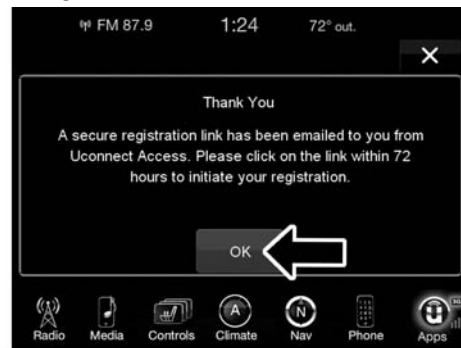 FM 87.9 1:24 72° out.
X
Thank You
A secure registration link has been emailed to you from
Uconnect Access. Please click on the link within 72
hours to initiate your registration.
OK
A N 3G
Radio Media Controls Climate Nav Phone Apps